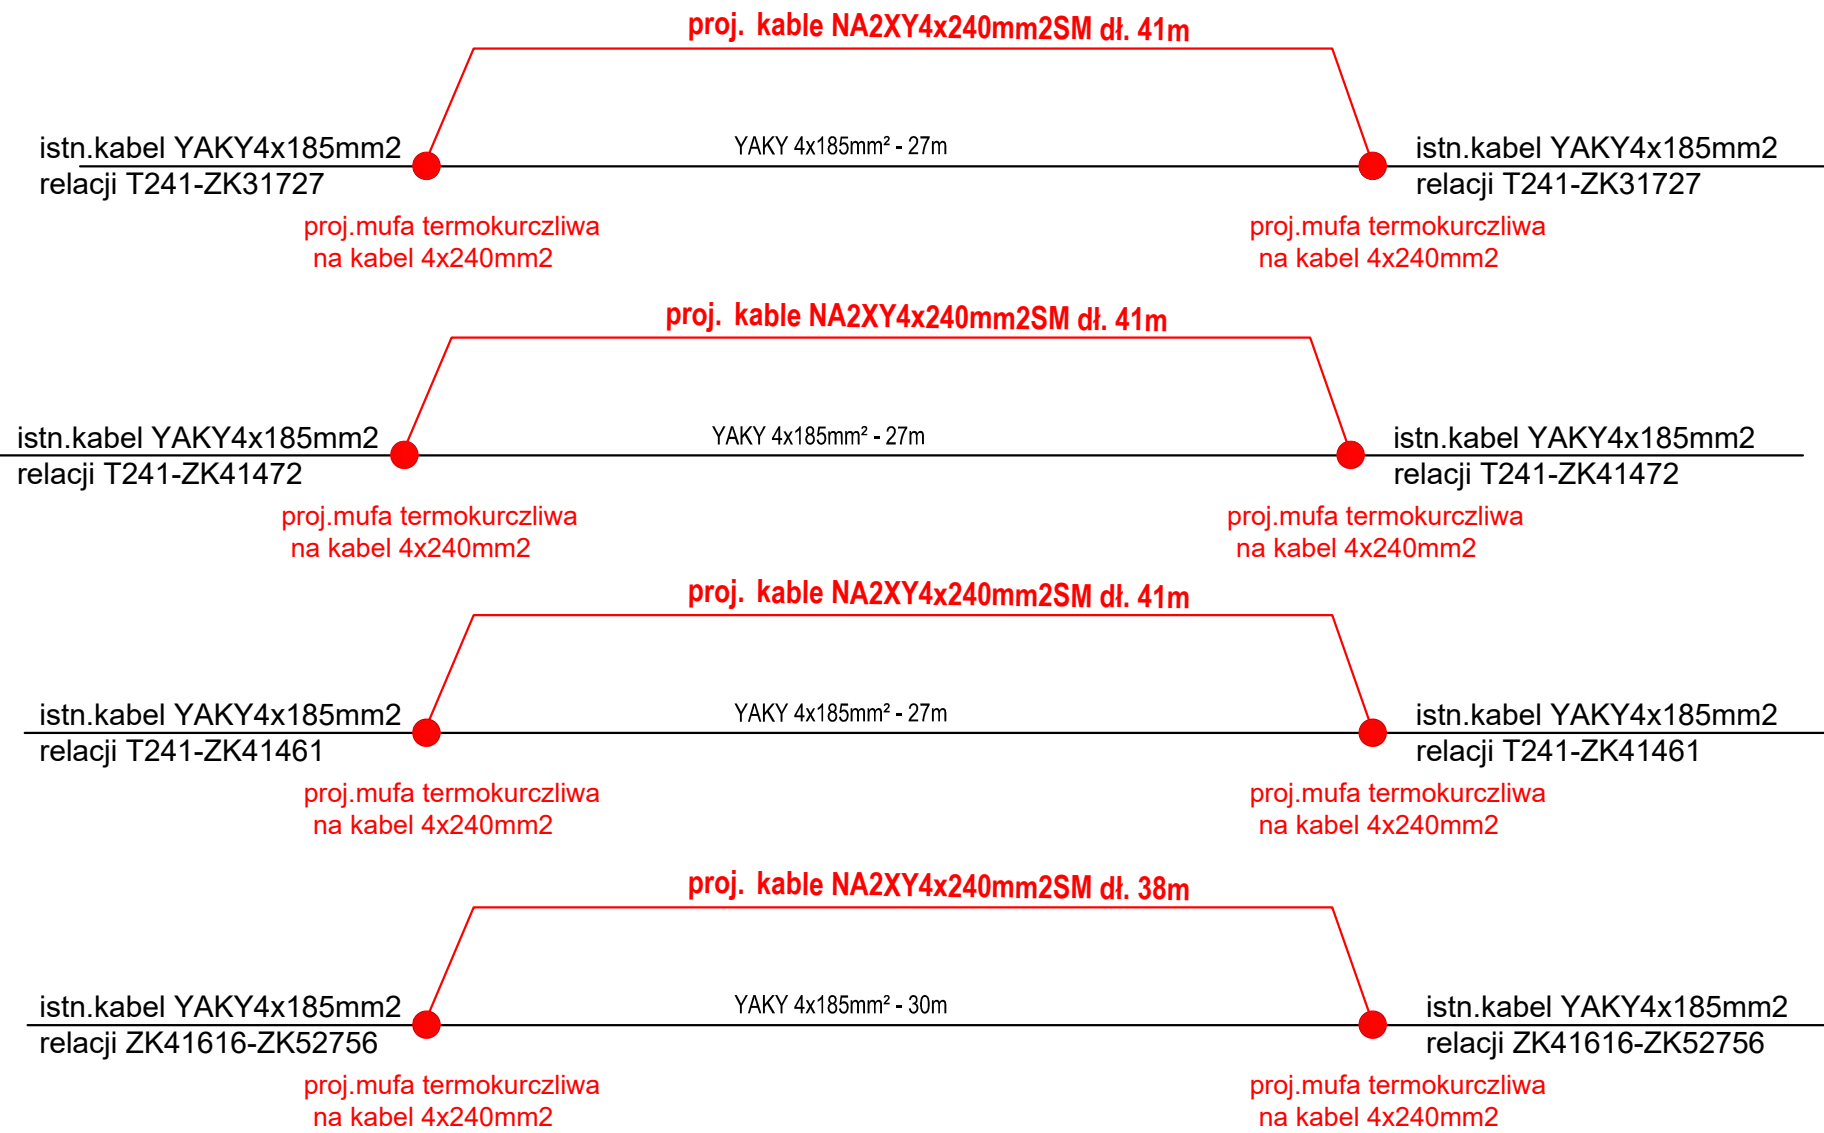 proj. kable NA2XY4x240mm2SM dł. 41m
istn.kabel YAKY4x185mm2
relacji T241-ZK31727
YAKY 4x185mm² - 27m
istn.kabel YAKY4x185mm2
relacji T241-ZK31727
proj.mufa termokurczliwa
na kabel 4x240mm2
proj.mufa termokurczliwa
na kabel 4x240mm2
proj. kable NA2XY4x240mm2SM dł. 41m
istn.kabel YAKY4x185mm2
relacji T241-ZK41472
YAKY 4x185mm² - 27m
istn.kabel YAKY4x185mm2
relacji T241-ZK41472
proj.mufa termokurczliwa
na kabel 4x240mm2
proj.mufa termokurczliwa
na kabel 4x240mm2
proj. kable NA2XY4x240mm2SM dł. 41m
istn.kabel YAKY4x185mm2
relacji T241-ZK41461
YAKY 4x185mm² - 27m
istn.kabel YAKY4x185mm2
relacji T241-ZK41461
proj.mufa termokurczliwa
na kabel 4x240mm2
proj.mufa termokurczliwa
na kabel 4x240mm2
proj. kable NA2XY4x240mm2SM dł. 38m
istn.kabel YAKY4x185mm2
relacji ZK41616-ZK52756
YAKY 4x185mm² - 30m
istn.kabel YAKY4x185mm2
relacji ZK41616-ZK52756
proj.mufa termokurczliwa
na kabel 4x240mm2
proj.mufa termokurczliwa
na kabel 4x240mm2